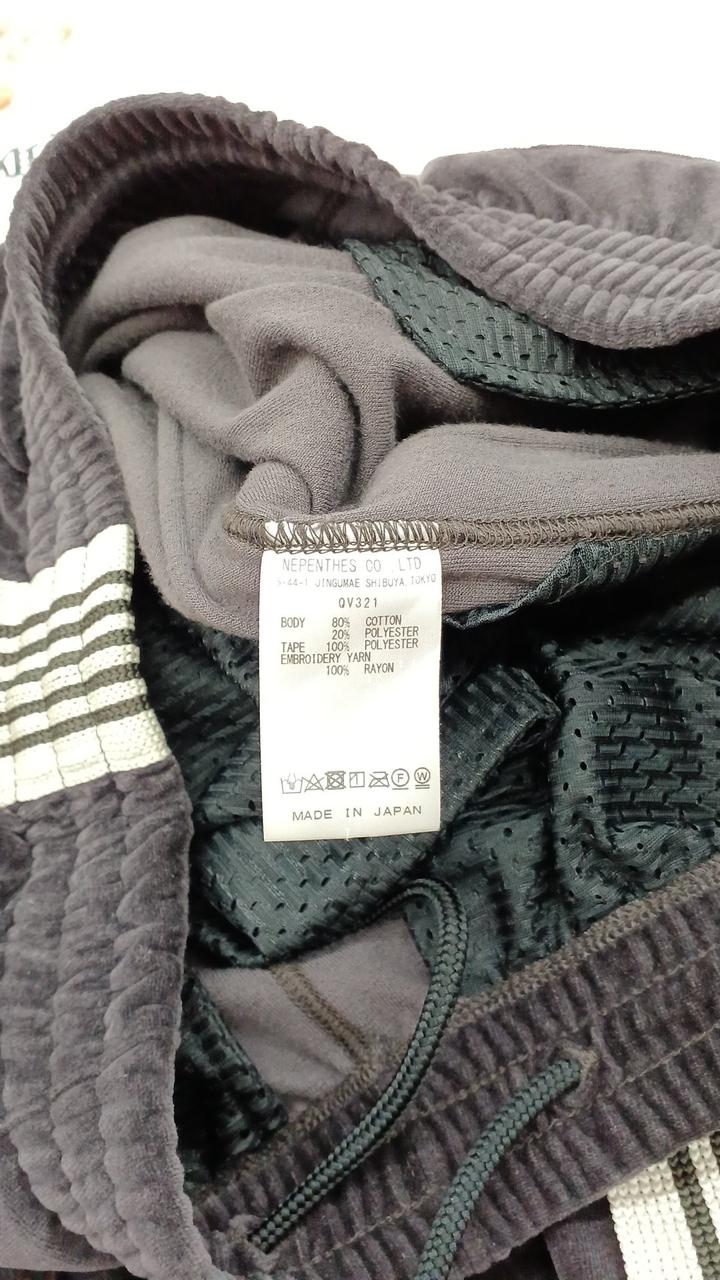 NEPENTHES CO.,LTD
5-44-1 JINGUMAE SHIBUYA,TOKYO
QV321
BODY 80% COTTON
20% POLYESTER
TAPE 100% POLYESTER
EMBROIDERY YARN
100% RAYON
F W
MADE IN JAPAN